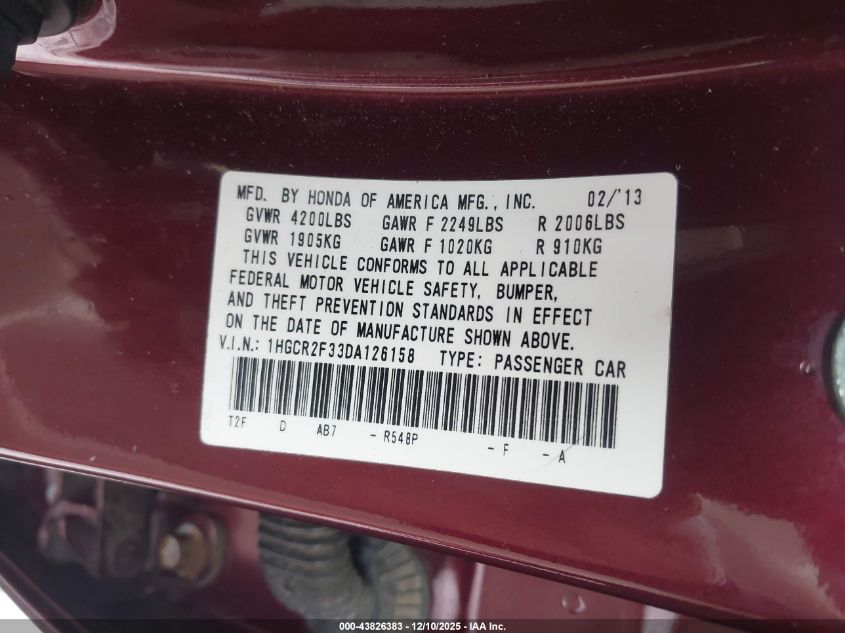 MFD. BY HONDA OF AMERICA MFG., INC. 02/'13
GVWR 4200LBS GAWR F 2249LBS R 2006LBS
GVWR 1905KG GAWR F 1020KG R 910KG
THIS VEHICLE CONFORMS TO ALL APPLICABLE
FEDERAL MOTOR VEHICLE SAFETY, BUMPER,
AND THEFT PREVENTION STANDARDS IN EFFECT
ON THE DATE OF MANUFACTURE SHOWN ABOVE.
V.I.N.: 1HGCR2F33DA126158 TYPE: PASSENGER CAR
T2F D AB7 - R548P - F - A
000-43826383 - 12/10/2025 - IAA Inc.